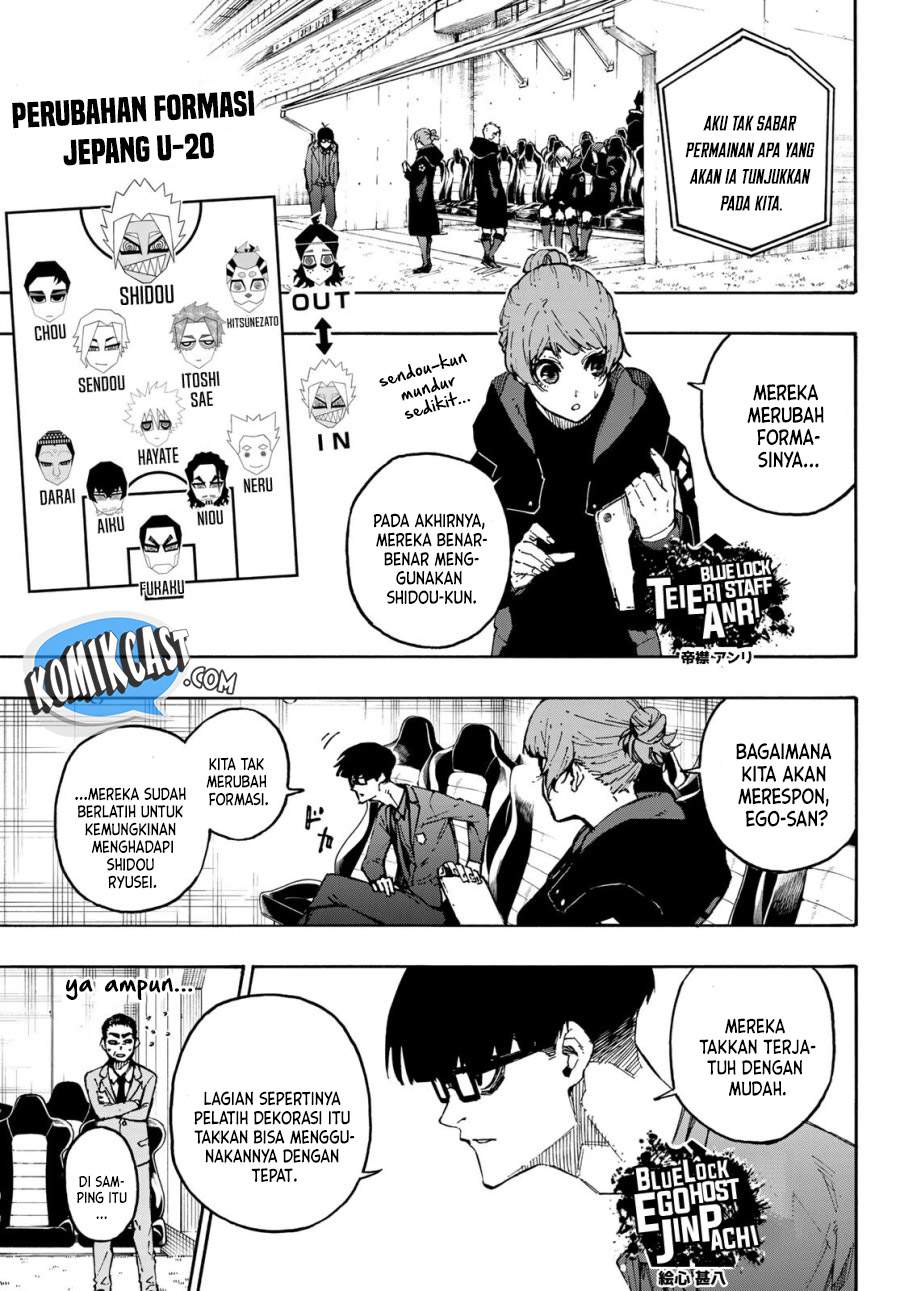 PERUBAHAN FORMASI
JEPANG U-20
AKU TAK SABAR
PERMAINAN APA YANG
AKAN IA TUNJUKKAN
PADA KITA.
SHIDOU
CHOU
KITSUNEZATO
SENDOU
ITOSHI
SAE
HAYATE
DARAI
NERU
AIKU
NIOU
FUKAKU
OUT
IN
MEREKA
MERUBAH
FORMA-
SINYA...
sendou-kun
mundur
sedikit...
PADA AKHIRNYA,
MEREKA BENAR-
BENAR MENG-
GUNAKAN
SHIDOU-KUN.
BLUE LOCK
TEIERI STAFF
ANRI
帝襟 アンリ
KOMIKCAST
.COM
BAGAIMANA
KITA AKAN
MERESPON,
EGO-SAN?
ドカ
KITA TAK
MERUBAH
FORMASI.
...MEREKA SUDAH
BERLATIH UNTUK
KEMUNGKINAN
MENGHADAPI
SHIDOU
RYUSEI.
MEREKA
TAKKAN TERJA-
TUH DENGAN
MUDAH.
LAGIAN SEPERTINYA
PELATIH DEKORASI ITU
TAKKAN BISA MENGGU-
NAKANNYA DENGAN
TEPAT.
BLUE LOCK
EGO HOST
JINPACHI
絵心 甚八
ya ampun...
DI SAM-
PING ITU
...